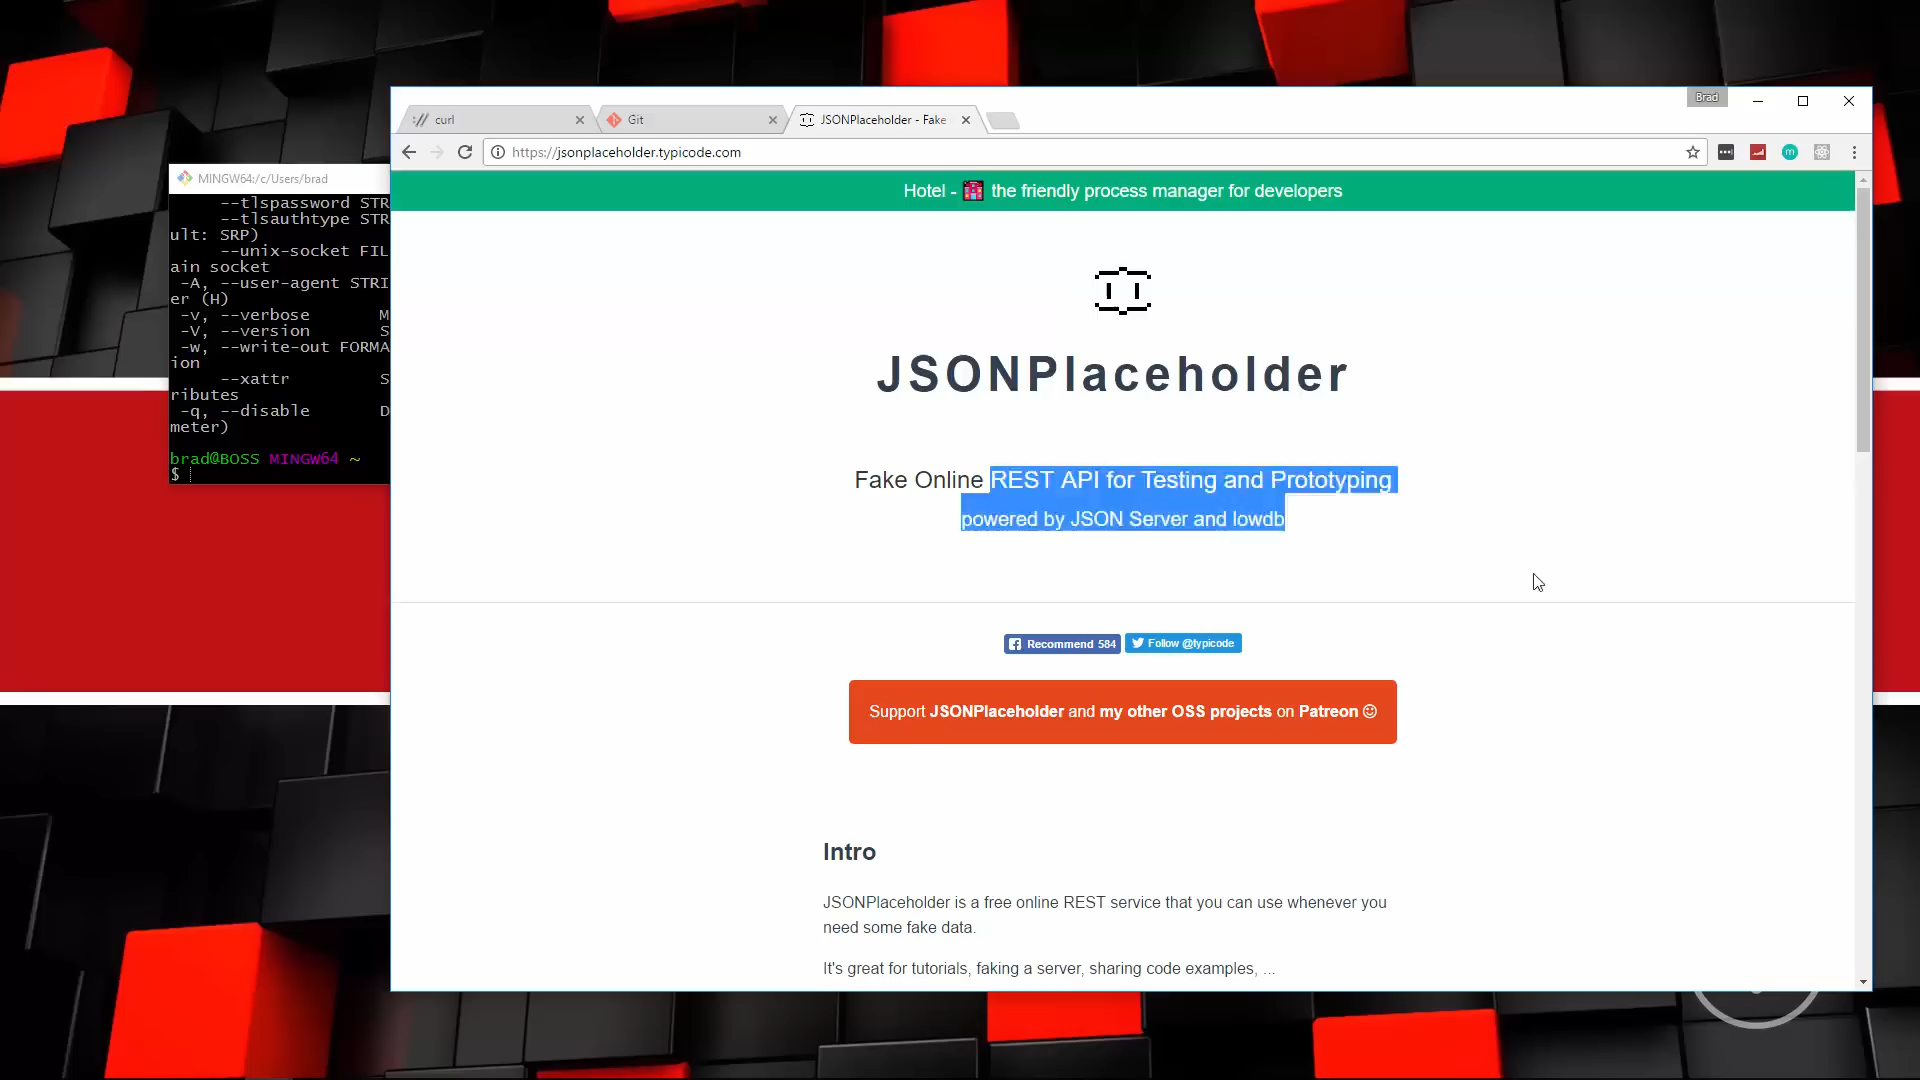 Brad
curl
Git
JSONPlaceholder - Fake
https://jsonplaceholder.typicode.com
MINGW64:/c/Users/brad
--tlspassword STR
--tlsauthtype STR
ult: SRP)
--unix-socket FIL
ain socket
-A, --user-agent STRI
er (H)
-v, --verbose M
-V, --version S
-w, --write-out FORMA
ion
--xattr S
ributes
-q, --disable D
meter)
brad@BOSS MINGW64 ~
$
Hotel - the friendly process manager for developers
JSONPlaceholder
Fake Online REST API for Testing and Prototyping
powered by JSON Server and lowdb
Recommend 584
Follow @typicode
Support JSONPlaceholder and my other OSS projects on Patreon
Intro
JSONPlaceholder is a free online REST service that you can use whenever you
need some fake data.
It's great for tutorials, faking a server, sharing code examples, ...